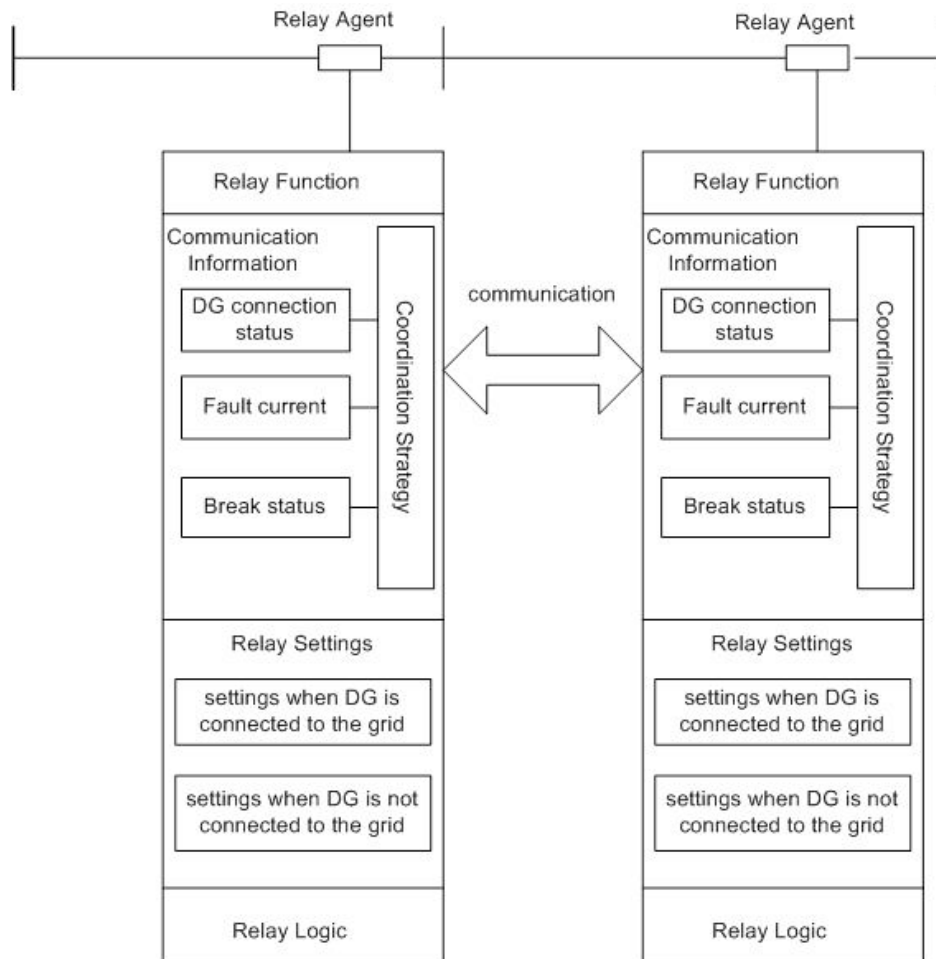 Relay Agent
Relay Agent
Relay Function
Communication
Information
DG connection
status
Fault current
Break status
Coordination Strategy
Relay Settings
settings when DG is
connected to the grid
settings when DG is not
connected to the grid
Relay Logic
communication
Relay Function
Communication
Information
DG connection
status
Fault current
Break status
Coordination Strategy
Relay Settings
settings when DG is
connected to the grid
settings when DG is not
connected to the grid
Relay Logic